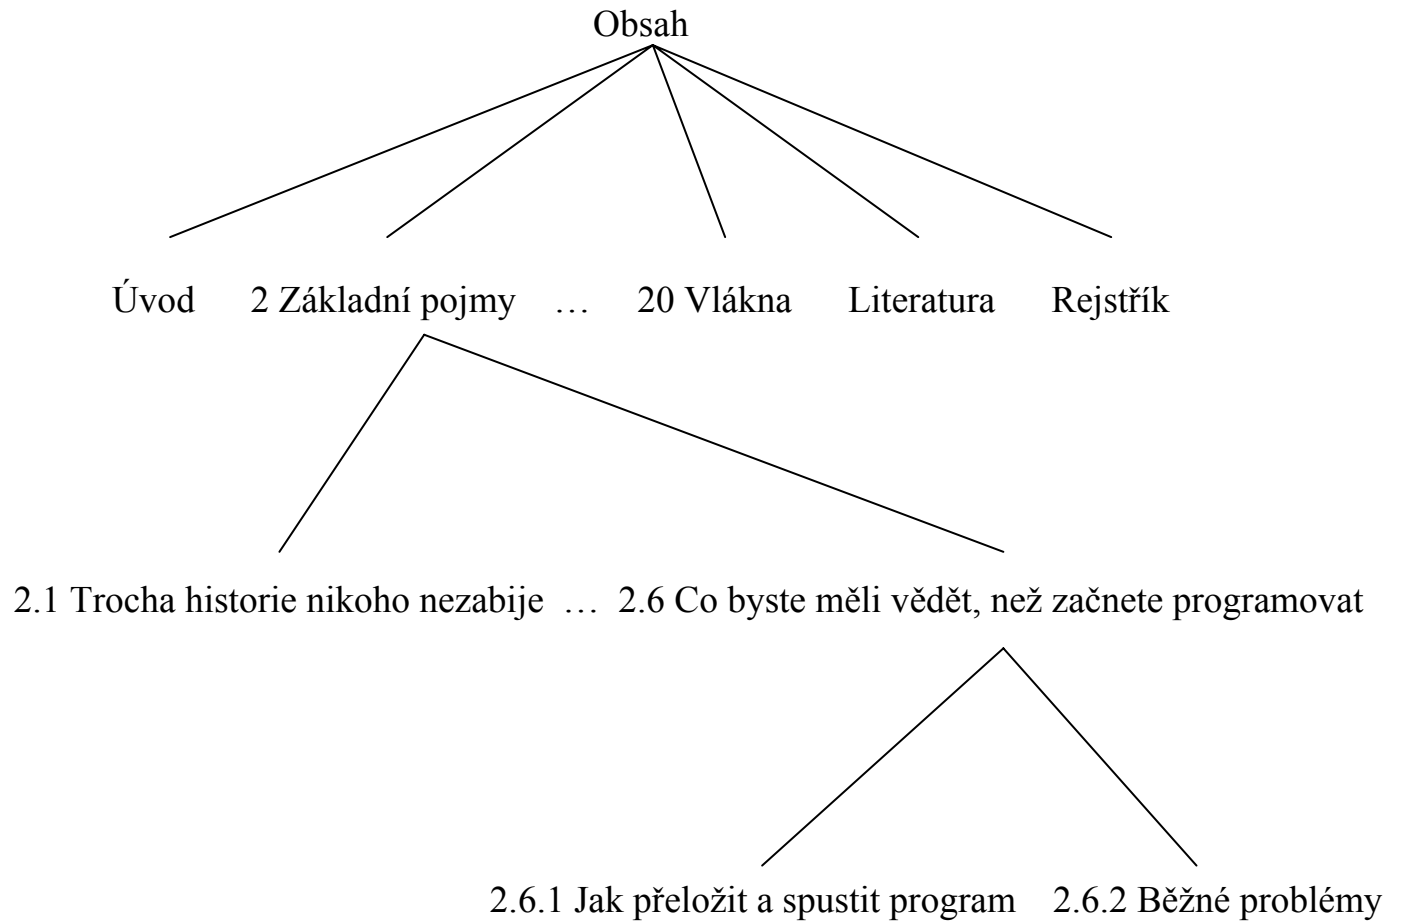 Obsah
Úvod 2 Základní pojmy … 20 Vlákna Literatura Rejstřík
2.1 Trocha historie nikoho nezabije … 2.6 Co byste měli vědět, než začnete programovat
2.6.1 Jak přeložit a spustit program 2.6.2 Běžné problémy